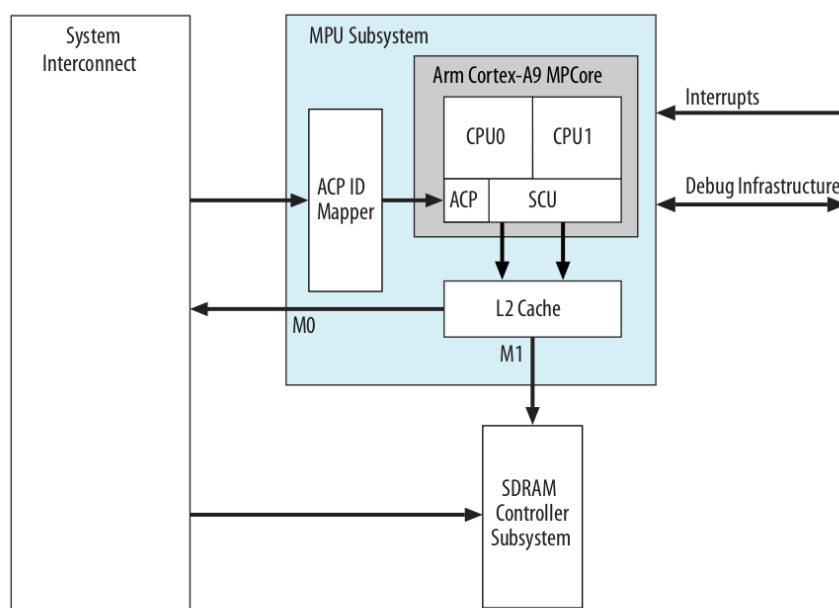 System
Interconnect
MPU Subsystem
Arm Cortex-A9 MPCore
CPU0
CPU1
Interrupts
ACP ID
Mapper
ACP
SCU
Debug Infrastructure
L2 Cache
M0
M1
SDRAM
Controller
Subsystem